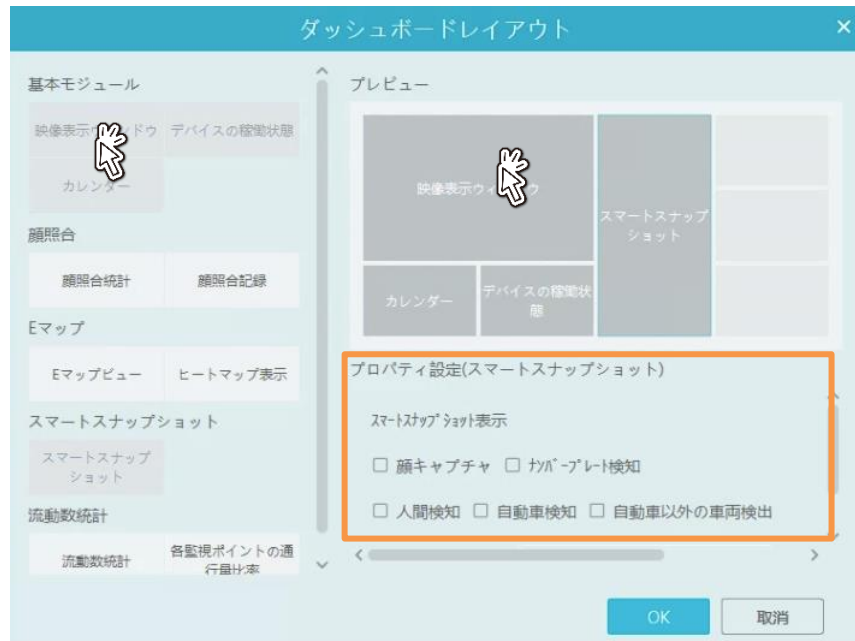 ダッシュボードレイアウト
×
基本モジュール
映像表示ウィンドウ デバイスの稼働状態
カレンダー
顔照合
顔照合統計 顔照合記録
Eマップ
Eマップビュー ヒートマップ表示
スマートスナップショット
スマートスナップ
ショット
流動数統計
流動数統計 各監視ポイントの通
行量比率
プレビュー
映像表示ウィンドウ
スマートスナップ
ショット
カレンダー
デバイスの稼働状
態
プロパティ設定(スマートスナップショット)
ｽﾏｰﾄｽﾅｯﾌﾟｼｮｯﾄ表示
顔キャプチャ ﾅﾝﾊﾞｰﾌﾟﾚｰﾄ検知
人間検知 自動車検知 自動車以外の車両検出
OK 取消